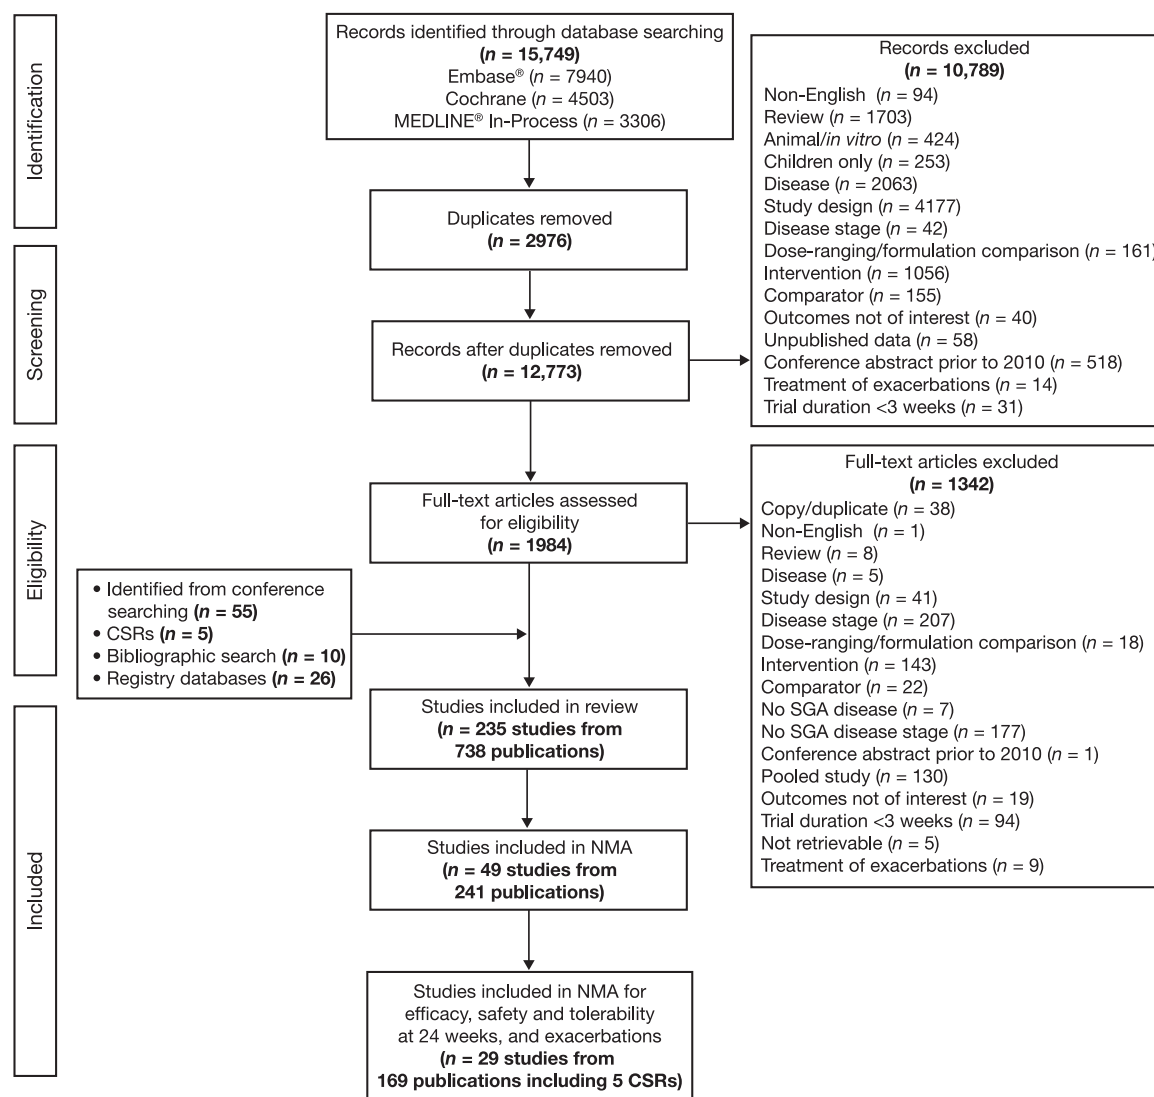 Identification
Records identified through database searching
(n = 15,749)
Embase® (n = 7940)
Cochrane (n = 4503)
MEDLINE® In-Process (n = 3306)
Duplicates removed
(n = 2976)
Records excluded
(n = 10,789)
Non-English (n = 94)
Review (n = 1703)
Animal/in vitro (n = 424)
Children only (n = 253)
Disease (n = 2063)
Study design (n = 4177)
Disease stage (n = 42)
Dose-ranging/formulation comparison (n = 161)
Intervention (n = 1056)
Comparator (n = 155)
Outcomes not of interest (n = 40)
Unpublished data (n = 58)
Conference abstract prior to 2010 (n = 518)
Treatment of exacerbations (n = 14)
Trial duration <3 weeks (n = 31)
Screening
Records after duplicates removed
(n = 12,773)
Eligibility
Full-text articles assessed
for eligibility
(n = 1984)
Full-text articles excluded
(n = 1342)
Copy/duplicate (n = 38)
Non-English (n = 1)
Review (n = 8)
Disease (n = 5)
Study design (n = 41)
Disease stage (n = 207)
Dose-ranging/formulation comparison (n = 18)
Intervention (n = 143)
Comparator (n = 22)
No SGA disease (n = 7)
No SGA disease stage (n = 177)
Conference abstract prior to 2010 (n = 1)
Pooled study (n = 130)
Outcomes not of interest (n = 19)
Trial duration <3 weeks (n = 94)
Not retrievable (n = 5)
Treatment of exacerbations (n = 9)
• Identified from conference
searching (n = 55)
• CSRs (n = 5)
• Bibliographic search (n = 10)
• Registry databases (n = 26)
Included
Studies included in review
(n = 235 studies from
738 publications)
Studies included in NMA
(n = 49 studies from
241 publications)
Studies included in NMA for
efficacy, safety and tolerability
at 24 weeks, and exacerbations
(n = 29 studies from
169 publications including 5 CSRs)